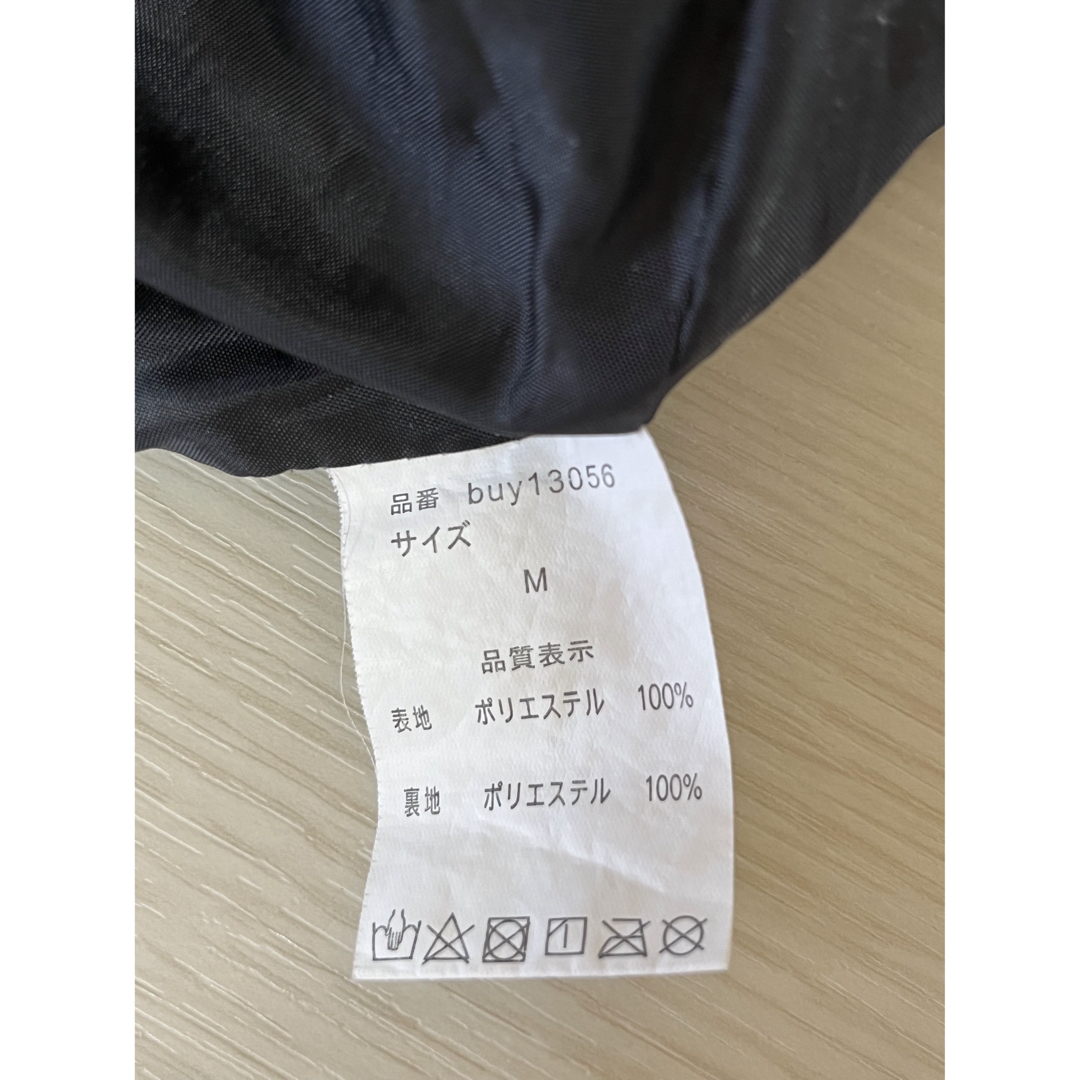 品番 buy13056
サイズ
M
品質表示
表地 ポリエステル 100%
裏地 ポリエステル 100%